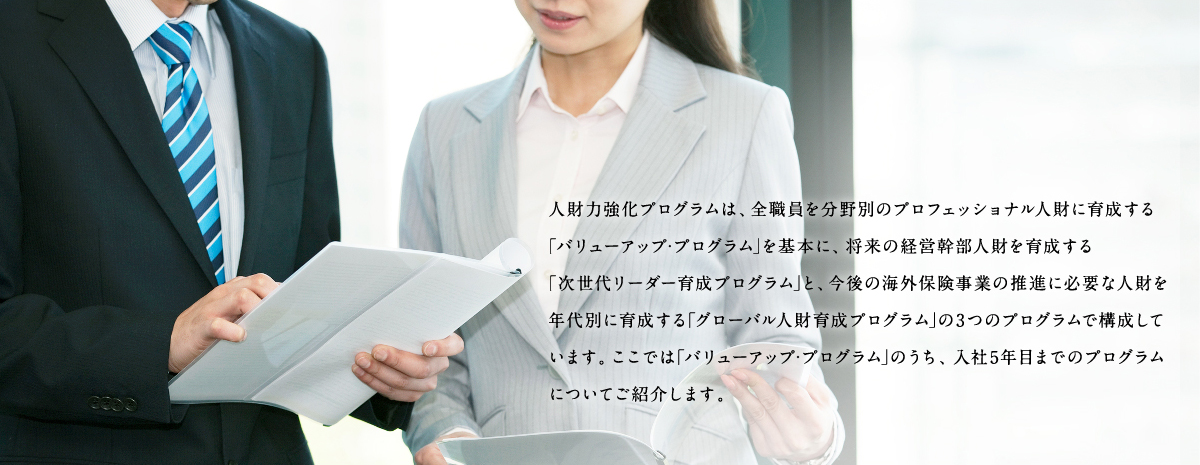 人財力強化プログラムは、全職員を分野別のプロフェッショナル人財に育成する
「バリューアップ・プログラム」を基本に、将来の経営幹部人財を育成する
「次世代リーダー育成プログラム」と、今後の海外保険事業の推進に必要な人財を
年代別に育成する「グローバル人財育成プログラム」の3つのプログラムで構成して
います。ここでは「バリューアップ・プログラム」のうち、入社5年目までのプログラム
についてご紹介します。